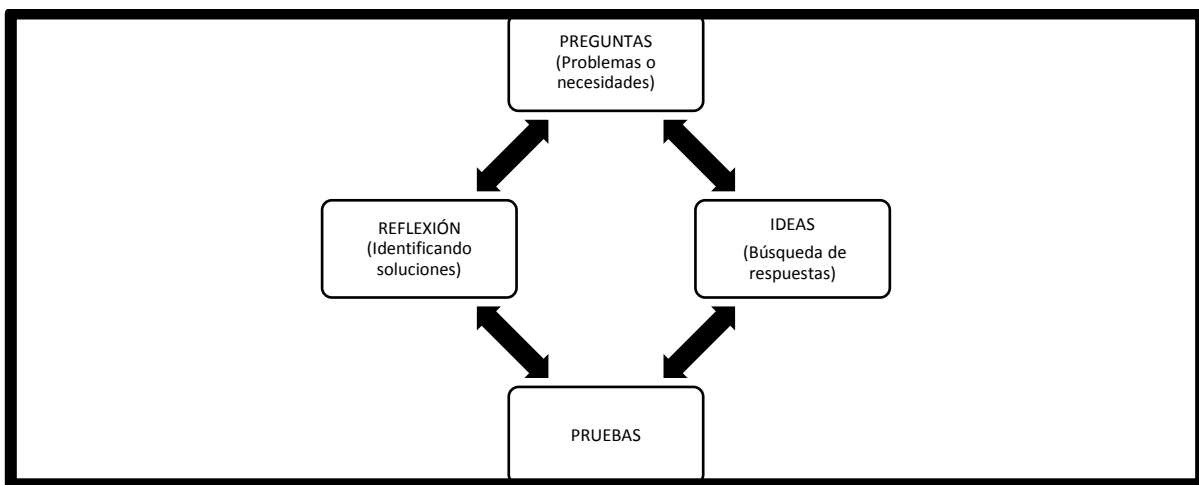 PREGUNTAS
(Problemas o
necesidades)
REFLEXIÓN
(Identificando
soluciones)
IDEAS
(Búsqueda de
respuestas)
PRUEBAS